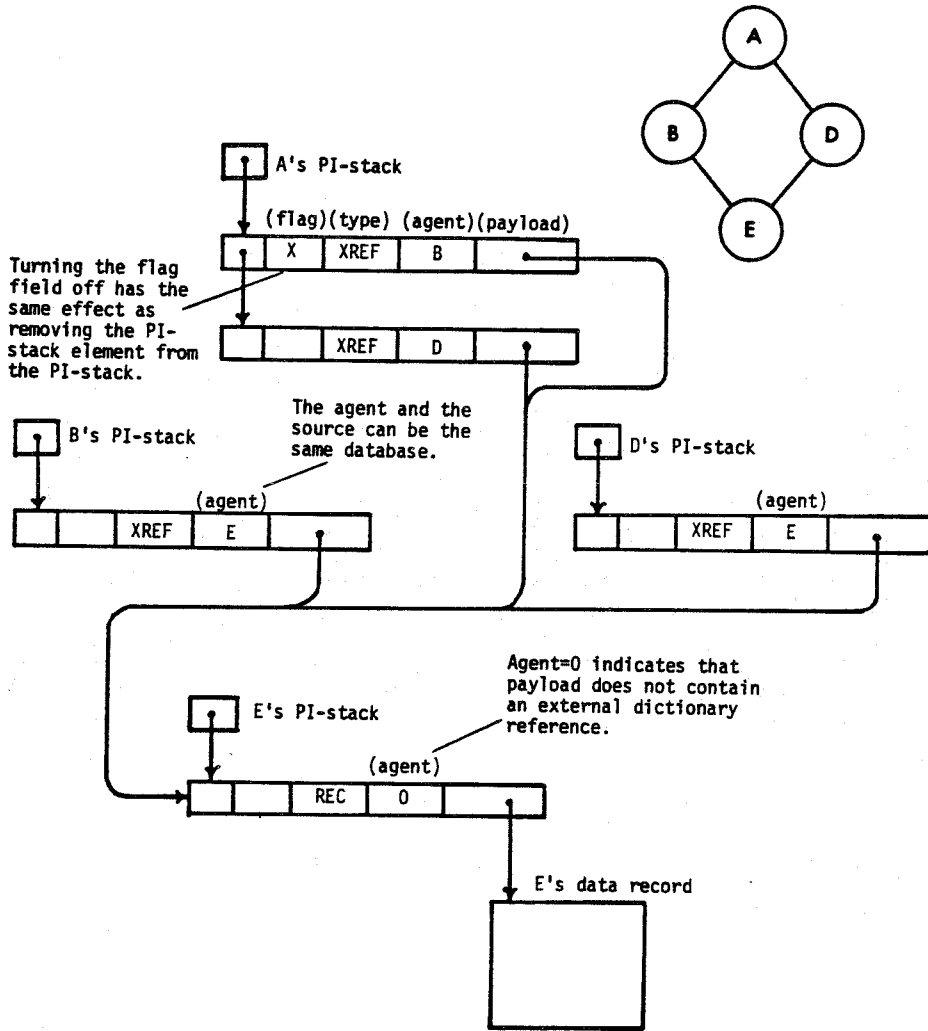 A
B
D
E
A's PI-stack
(flag)(type) (agent)(payload)
X XREF B
Turning the flag
field off has the
same effect as
removing the PI-
stack element from
the PI-stack.
XREF D
The agent and the
source can be the
same database.
B's PI-stack
(agent)
XREF E
D's PI-stack
(agent)
XREF E
Agent=0 indicates that
payload does not contain
an external dictionary
reference.
E's PI-stack
(agent)
REC 0
E's data record